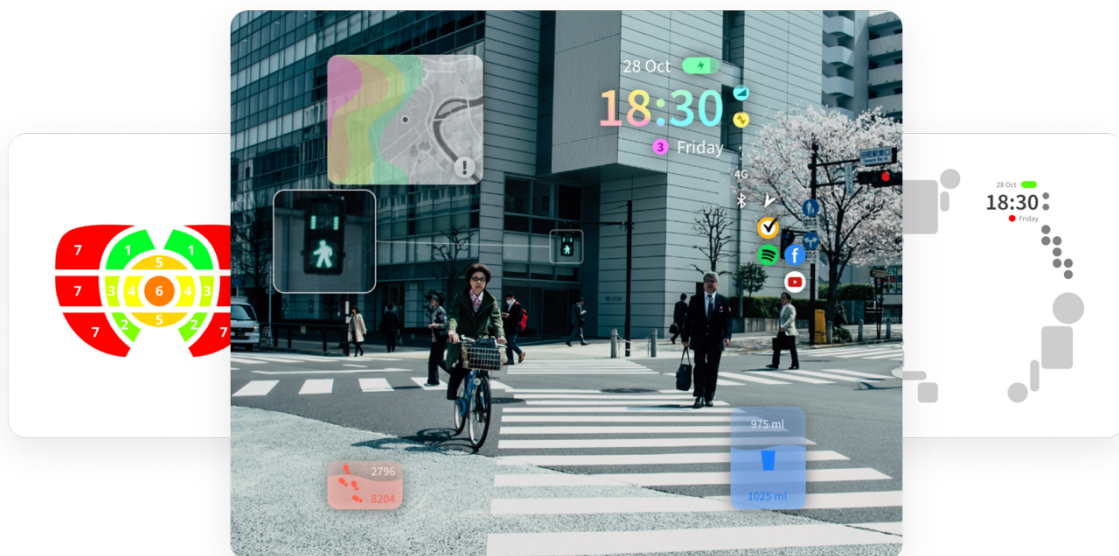 7 1 1
5
7 3 4 6 4 3 7
5
7 2 2 7
!
28 Oct
18:30
3 Friday
4G
f
2796
8204
975 ml
1025 ml
28 Oct
18:30
Friday